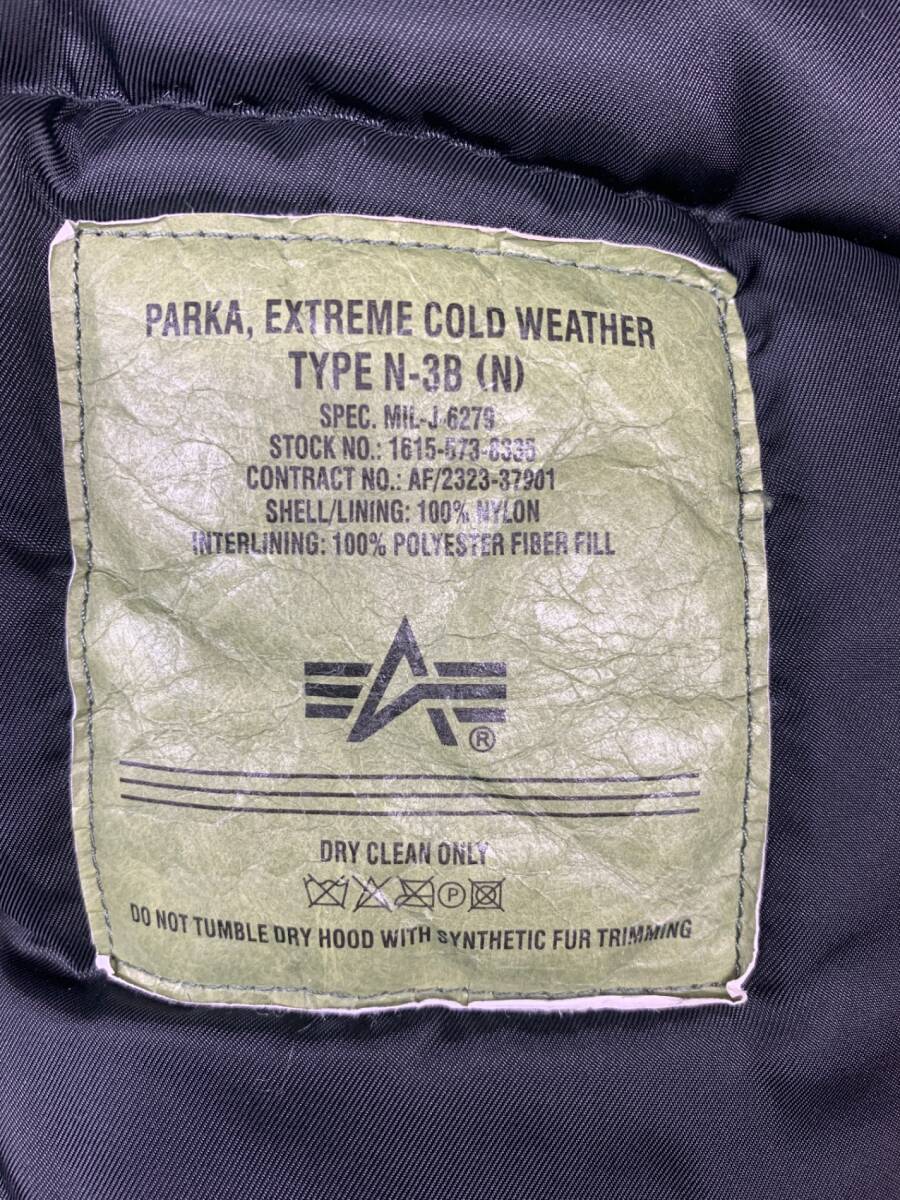 PARKA, EXTREME COLD WEATHER
TYPE N-3B (N)
SPEC. MIL-J-6279
STOCK NO.: 1615-573-8335
CONTRACT NO.: AF/2323-37901
SHELL/LINING: 100% NYLON
INTERLINING: 100% POLYESTER FIBER FILL
®
DRY CLEAN ONLY
P
DO NOT TUMBLE DRY HOOD WITH SYNTHETIC FUR TRIMMING